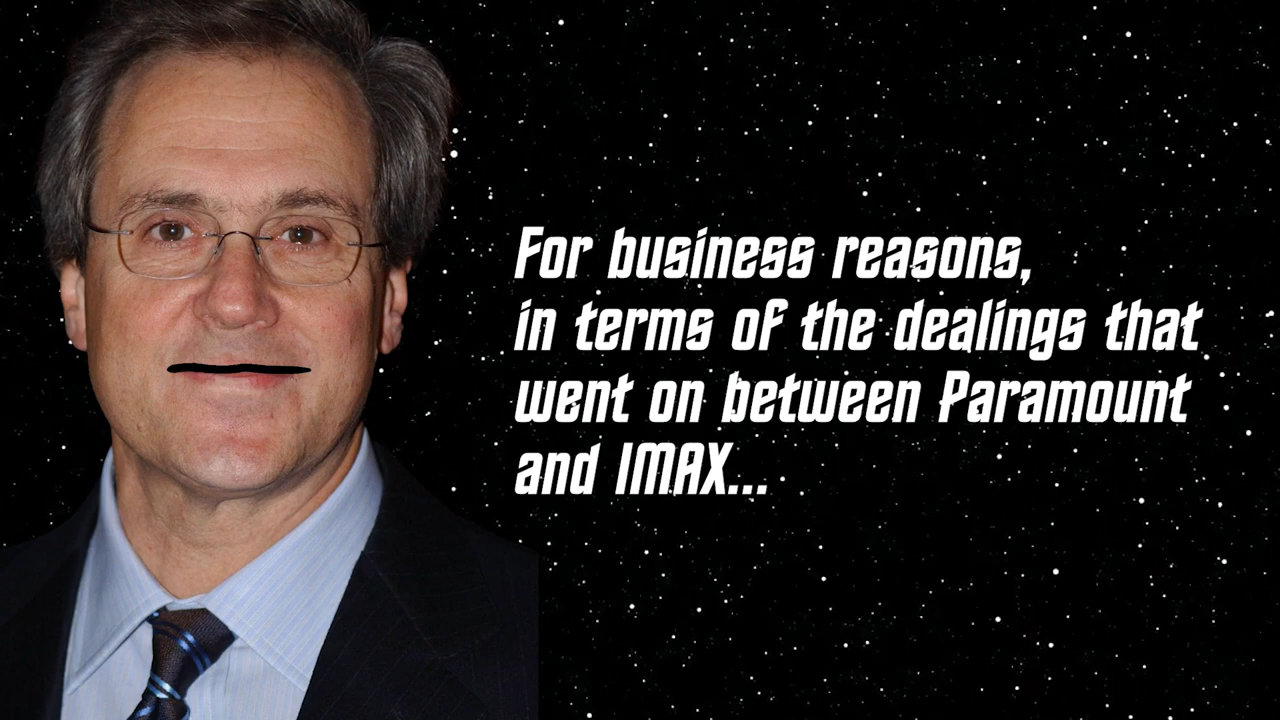 For business reasons,
in terms of the dealings that
went on between Paramount
and IMAX...